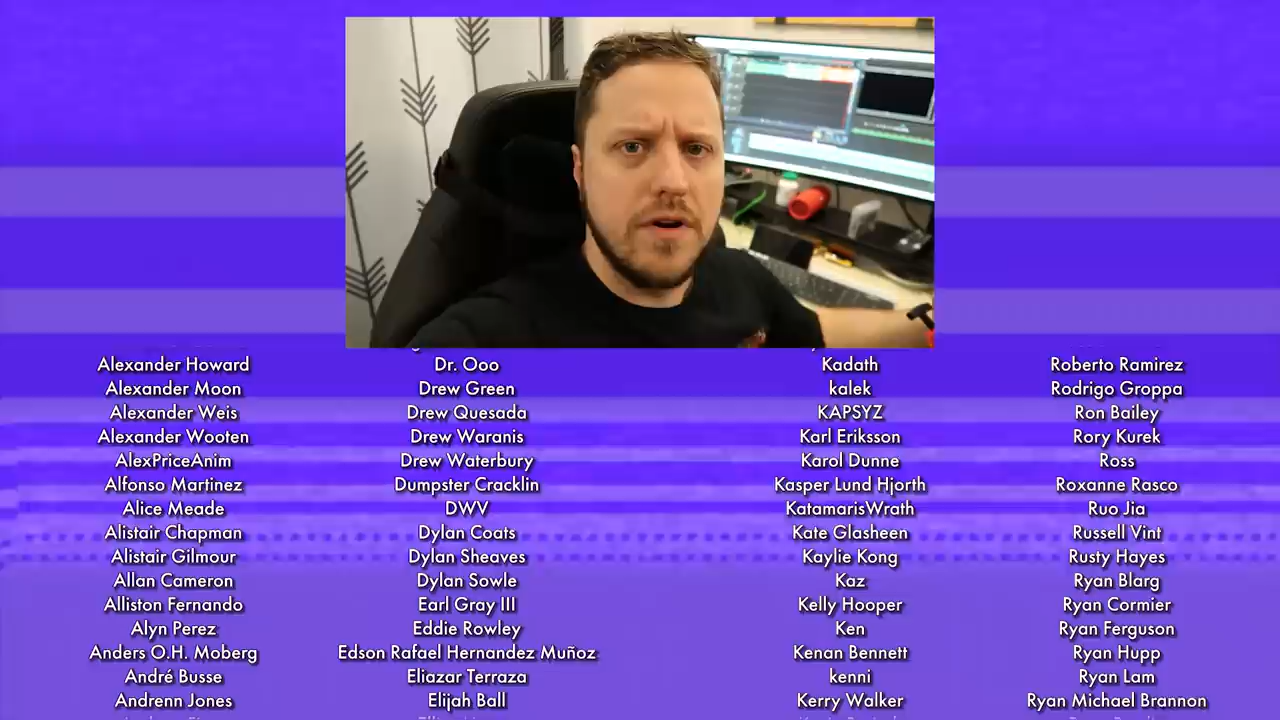 Alexander Howard
Alexander Moon
Alexander Weis
Alexander Wooten
AlexPriceAnim
Alfonso Martinez
Alice Meade
Alistair Chapman
Alistair Gilmour
Allan Cameron
Alliston Fernando
Alyn Perez
Anders O.H. Moberg
André Busse
Andrenn Jones
Dr. Ooo
Drew Green
Drew Quesada
Drew Waranis
Drew Waterbury
Dumpster Cracklin
DWV
Dylan Coats
Dylan Sheaves
Dylan Sowle
Earl Gray III
Eddie Rowley
Edson Rafael Hernandez Muñoz
Eliazar Terraza
Elijah Ball
Kadath
kalek
KAPSYZ
Karl Eriksson
Karol Dunne
Kasper Lund Hjorth
KatamarisWrath
Kate Glasheen
Kaylie Kong
Kaz
Kelly Hooper
Ken
Kenan Bennett
kenni
Kerry Walker
Roberto Ramirez
Rodrigo Groppa
Ron Bailey
Rory Kurek
Ross
Roxanne Rasco
Ruo Jia
Russell Vint
Rusty Hayes
Ryan Blarg
Ryan Cormier
Ryan Ferguson
Ryan Hupp
Ryan Lam
Ryan Michael Brannon